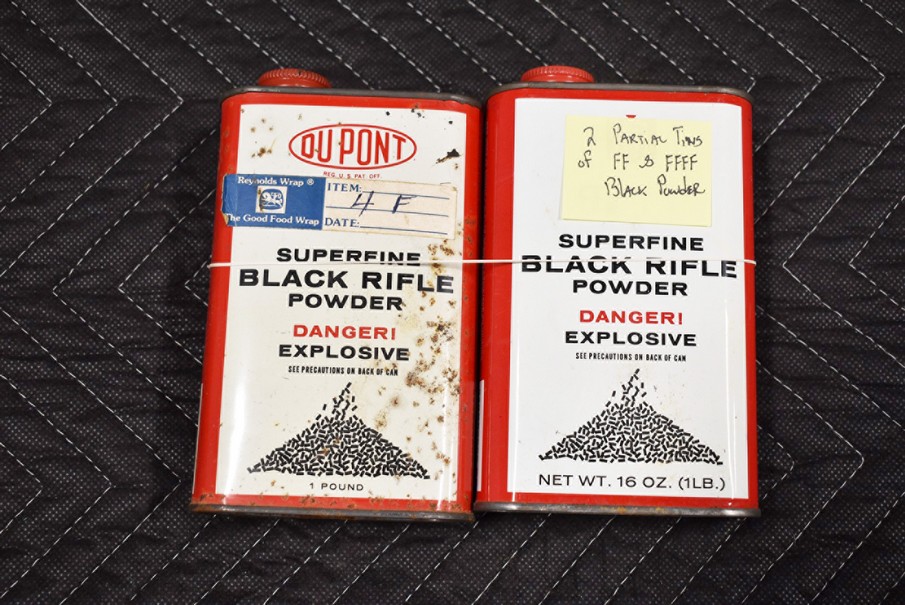 DU PONT
REG. U S PAT. OFF.
Reynolds Wrap ®
The Good Food Wrap
ITEM:
4 F
DATE:
SUPERFINE
BLACK RIFLE
POWDER
DANGER!
EXPLOSIVE
SEE PRECAUTIONS ON BACK OF CAN
1 POUND
2 PARTIAL TINS
of FF & FFFF
BLACK POWDER
SUPERFINE
BLACK RIFLE
POWDER
DANGER!
EXPLOSIVE
SEE PRECAUTIONS ON BACK OF CAN
NET WT. 16 OZ. (1LB.)